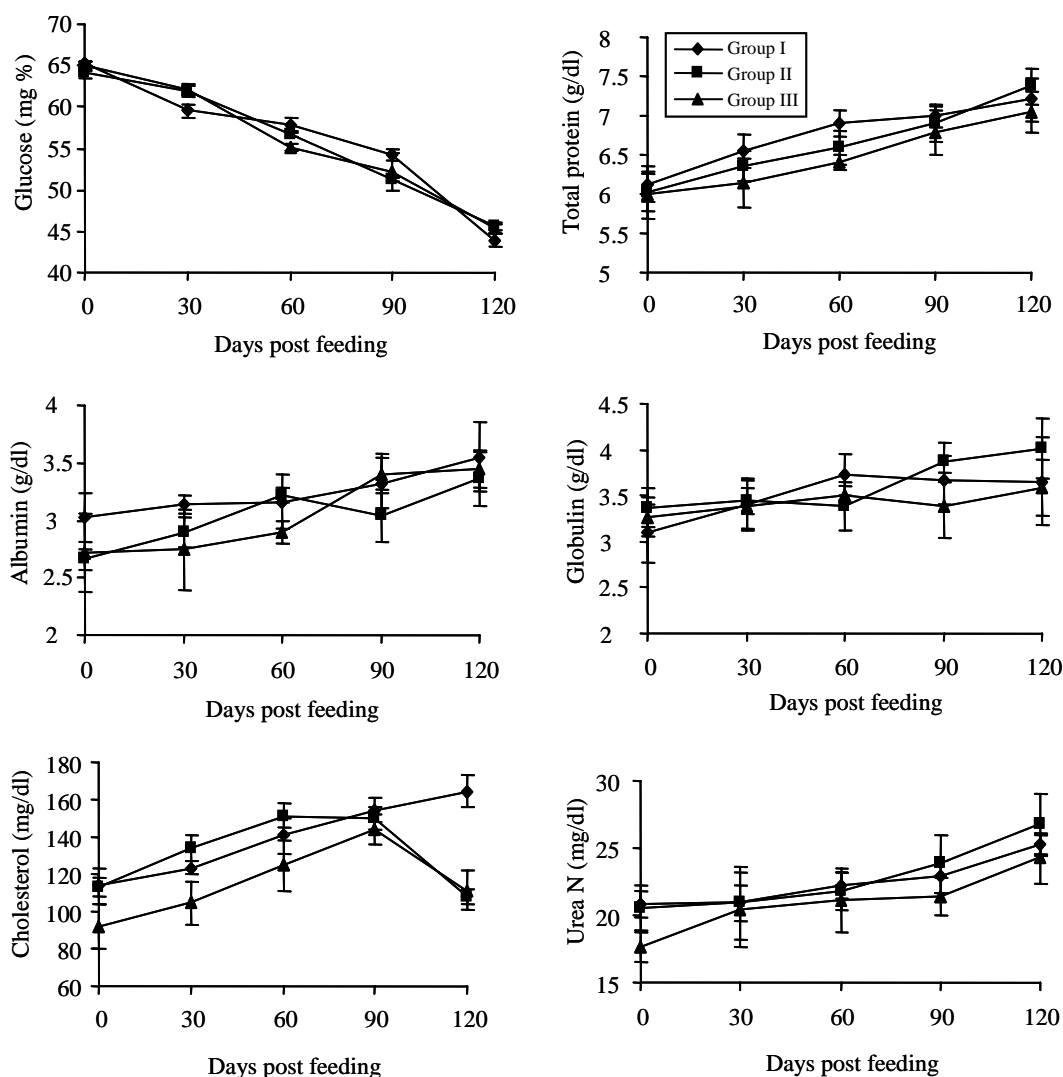 Glucose (mg %)
70
65
60
55
50
45
40
0 30 60 90 120
Days post feeding
Total protein (g/dl)
8
7.5
7
6.5
6
5.5
5
Group I
Group II
Group III
0 30 60 90 120
Days post feeding
Albumin (g/dl)
4
3.5
3
2.5
2
0 30 60 90 120
Days post feeding
Globulin (g/dl)
4.5
4
3.5
3
2.5
2
0 30 60 90 120
Days post feeding
Cholesterol (mg/dl)
180
160
140
120
100
80
60
0 30 60 90 120
Days post feeding
Urea N (mg/dl)
30
25
20
15
0 30 60 90 120
Days post feeding